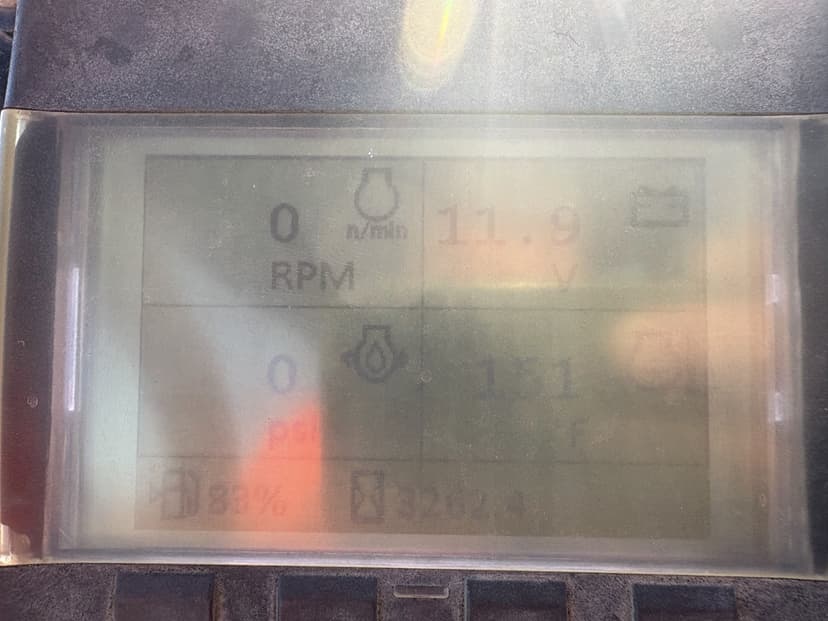 0 n/min 11.9
RPM V
0 151
psi F
83% 3262.4